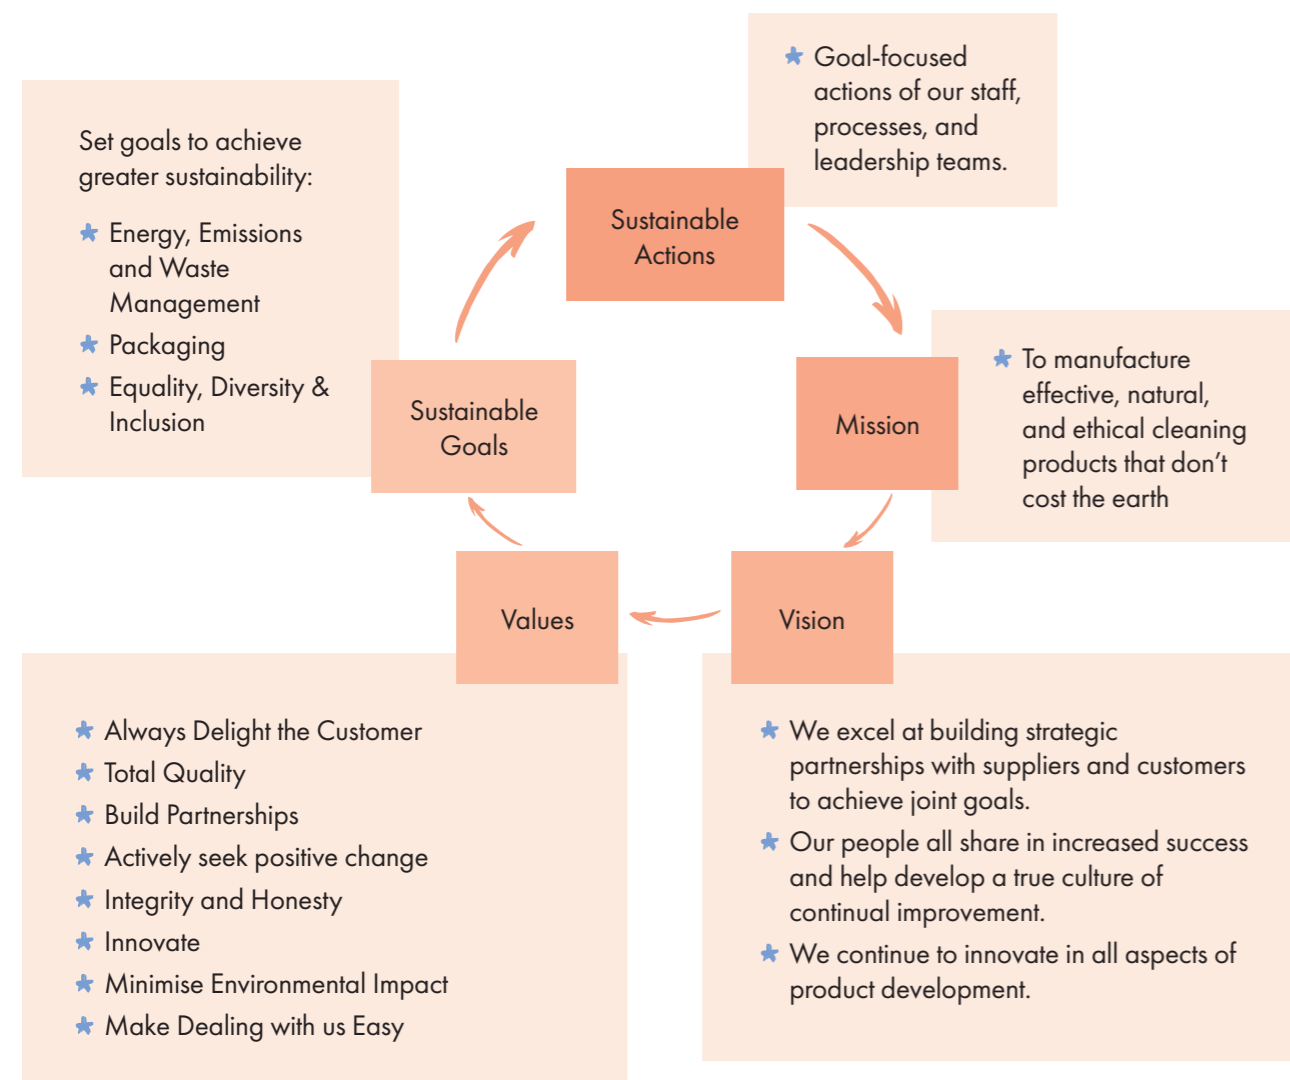 Goal-focused
actions of our staff,
processes, and
leadership teams.
Sustainable
Actions
Set goals to achieve
greater sustainability:
Energy, Emissions
and Waste
Management
Packaging
Equality, Diversity &
Inclusion
Sustainable
Goals
Mission
To manufacture
effective, natural,
and ethical cleaning
products that don’t
cost the earth
Values
Always Delight the Customer
Total Quality
Build Partnerships
Actively seek positive change
Integrity and Honesty
Innovate
Minimise Environmental Impact
Make Dealing with us Easy
Vision
We excel at building strategic
partnerships with suppliers and customers
to achieve joint goals.
Our people all share in increased success
and help develop a true culture of
continual improvement.
We continue to innovate in all aspects of
product development.